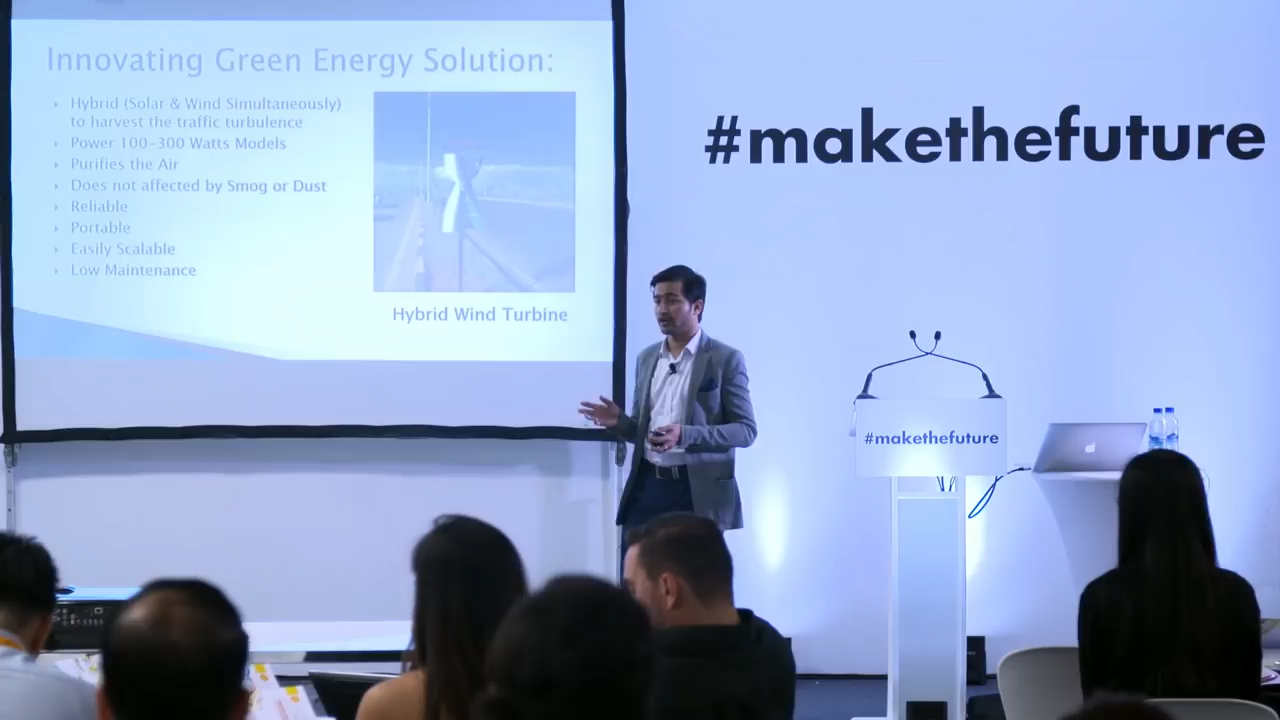 Innovating Green Energy Solution:
Hybrid (Solar & Wind Simultaneously)
to harvest the traffic turbulence
Power 100-300 Watts Models
Purifies the Air
Does not affected by Smog or Dust
Reliable
Portable
Easily Scalable
Low Maintenance
Hybrid Wind Turbine
#makethefuture
#makethefuture